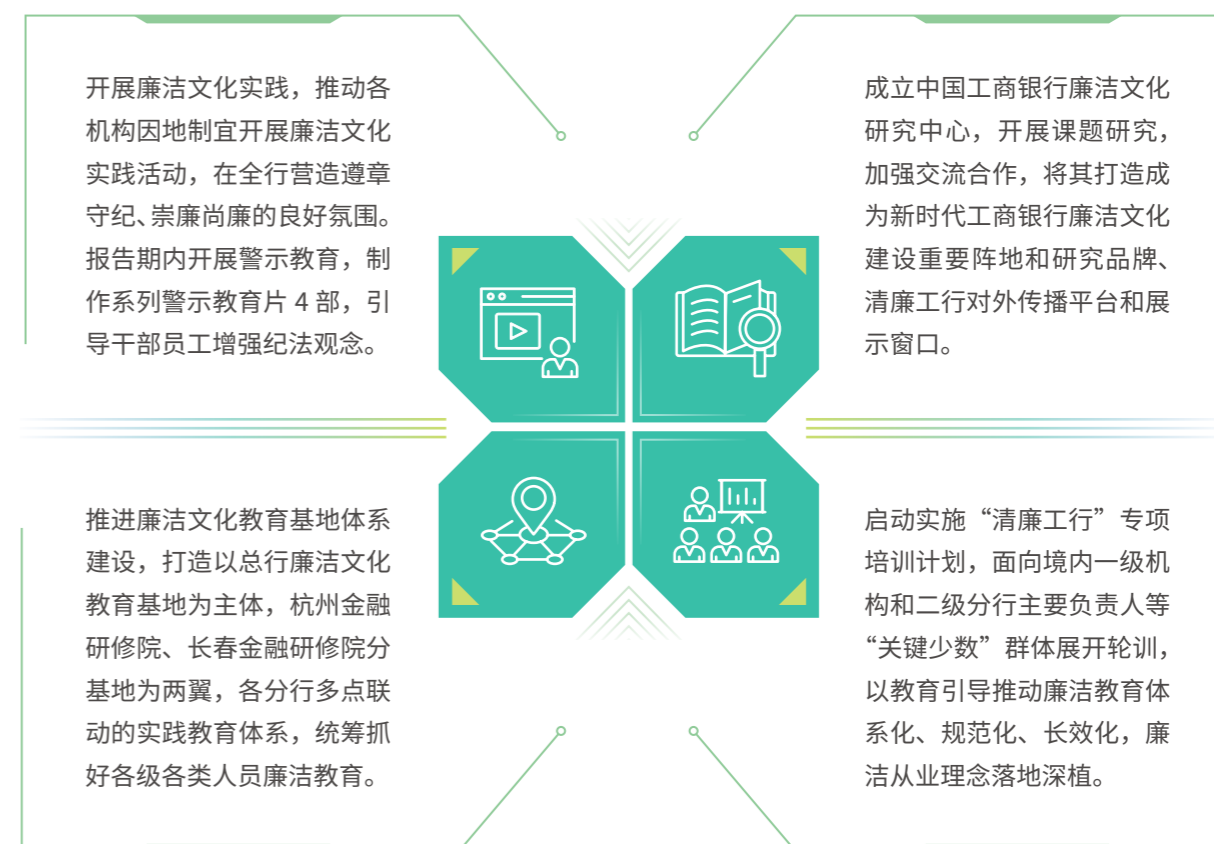 开展廉洁文化实践，推动各
机构因地制宜开展廉洁文化
实践活动，在全行营造遵章
守纪、崇廉尚廉的良好氛围。
报告期内开展警示教育，制
作系列警示教育片 4 部，引
导干部员工增强纪法观念。
成立中国工商银行廉洁文化
研究中心，开展课题研究，
加强交流合作，将其打造成
为新时代工商银行廉洁文化
建设重要阵地和研究品牌、
清廉工行对外传播平台和展
示窗口。
推进廉洁文化教育基地体系
建设，打造以总行廉洁文化
教育基地为主体，杭州金融
研修院、长春金融研修院分
基地为两翼，各分行多点联
动的实践教育体系，统筹抓
好各级各类人员廉洁教育。
启动实施“清廉工行”专项
培训计划，面向境内一级机
构和二级分行主要负责人等
“关键少数”群体展开轮训，
以教育引导推动廉洁教育体
系化、规范化、长效化，廉
洁从业理念落地深植。